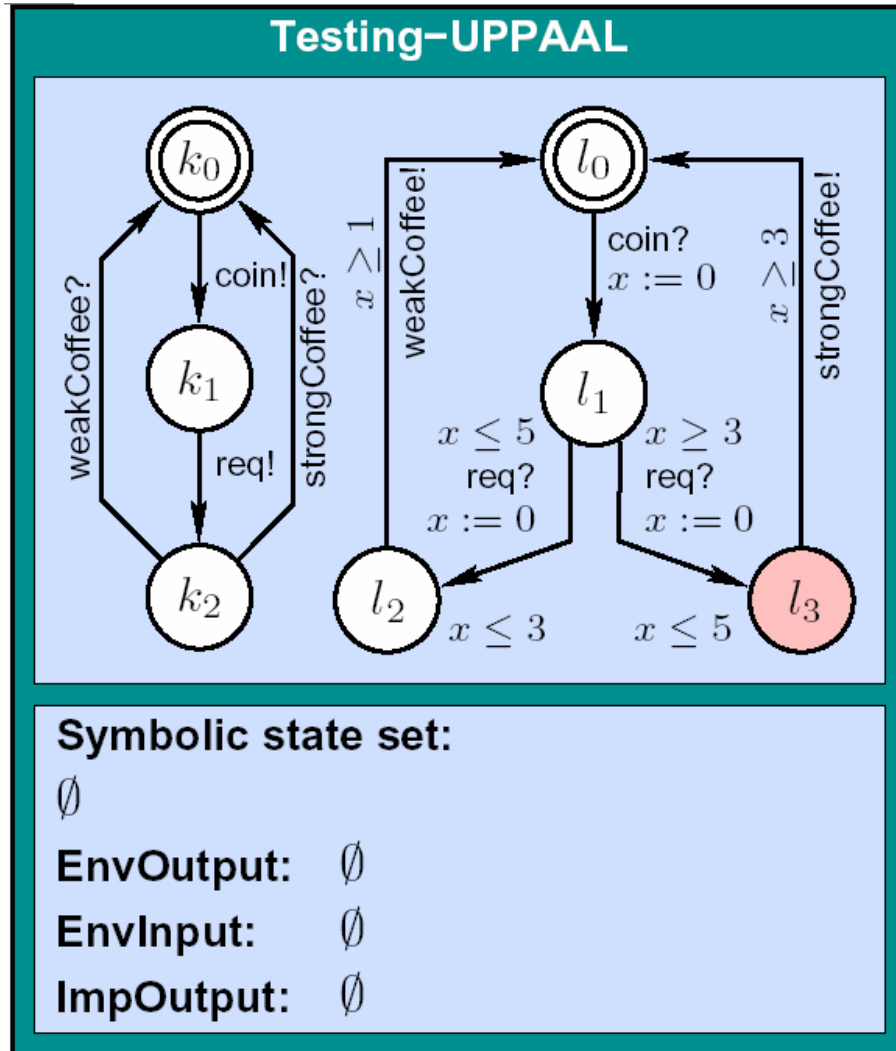 Testing−UPPAAL
k₀
coin!
k₁
req!
k₂
weakCoffee?
strongCoffee?
l₀
coin?
x := 0
l₁
x ≥ 1
weakCoffee!
x ≥ 3
strongCoffee!
x ≤ 5
req?
x := 0
x ≥ 3
req?
x := 0
l₂
x ≤ 3
x ≤ 5
l₃
Symbolic state set:
∅
EnvOutput: ∅
EnvInput: ∅
ImpOutput: ∅